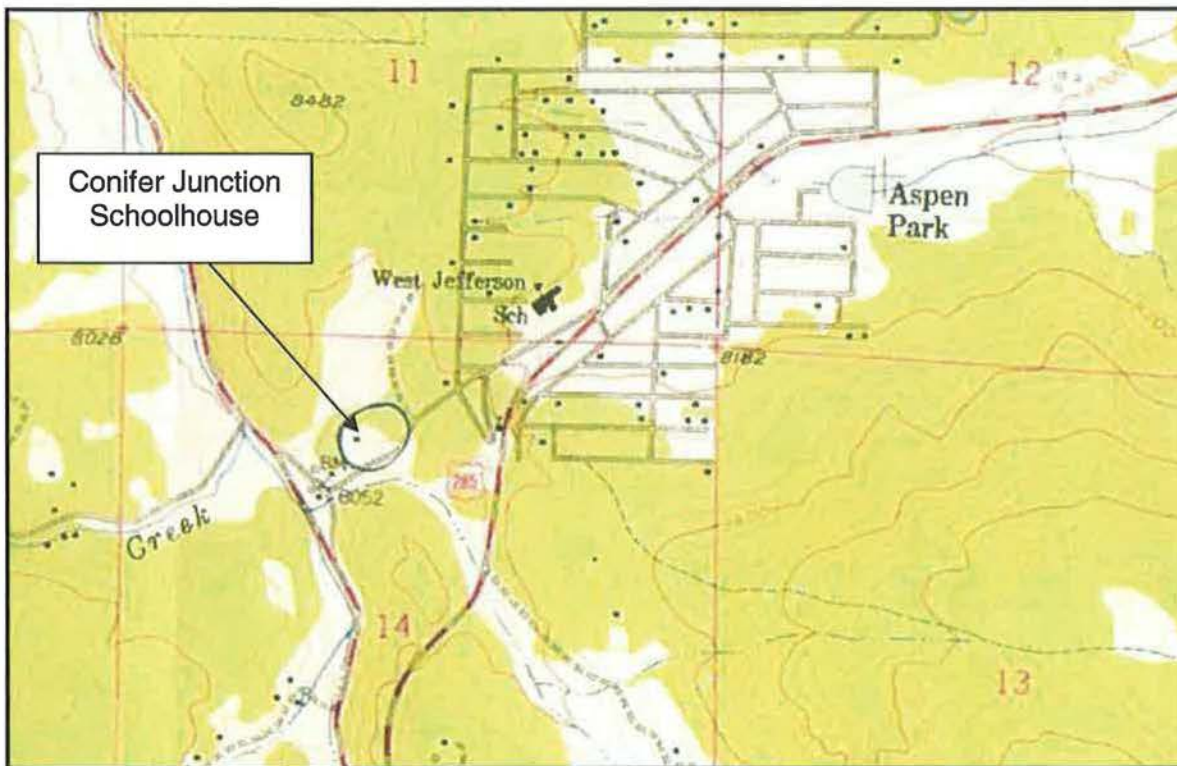 11
12
8482
Conifer Junction
Schoolhouse
Aspen
Park
West Jefferson
Sch
8028
8182
285
8052
Creek
14
13